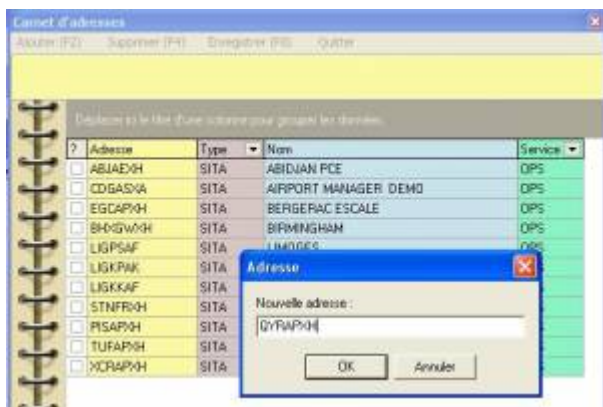 Carnet d'adresses
Ajouter (F2) Supprimer (F4) Enregistrer (F8) Quitter
Déplacer ici le titre d'une colonne pour grouper les données.
? Adresse Type Nom Service
ABJAEXH SITA ABIDJAN PCE OPS
CDGASXA SITA AIRPORT MANAGER DEMO OPS
EGCAPXH SITA BERGERAC ESCALE OPS
BHXGWXH SITA BIRMINGHAM OPS
LIGPSAF SITA LIMOGES
LIGKPAK SITA
LIGKKAF SITA
STNFRXH SITA
PISAPXH SITA
TUFAPXH SITA
XCRAPXH SITA
Adresse
Nouvelle adresse :
QYRAPXH
OK Annuler